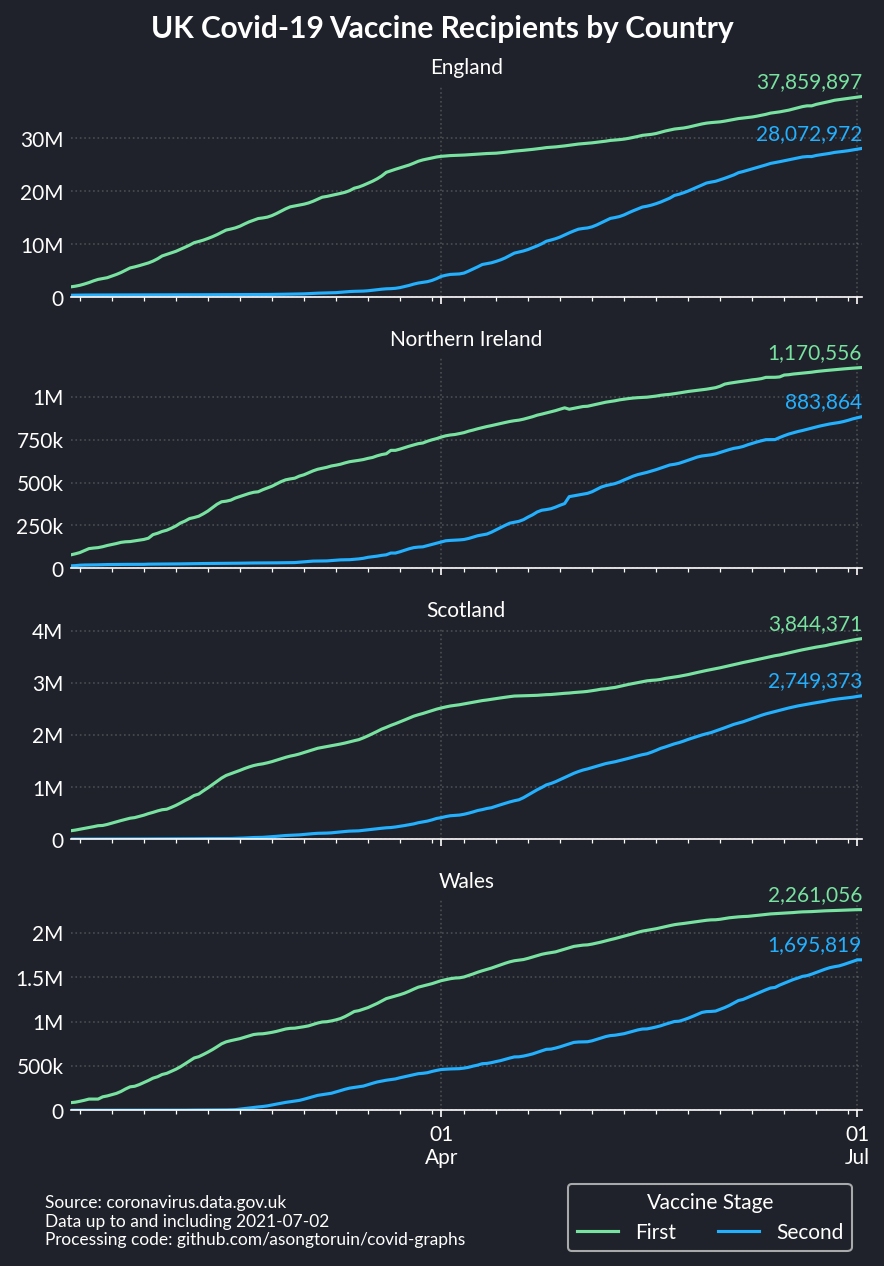 UK Covid-19 Vaccine Recipients by Country
England
37,859,897
28,072,972
30M
20M
10M
0
Northern Ireland
1,170,556
883,864
1M
750k
500k
250k
0
Scotland
3,844,371
2,749,373
4M
3M
2M
1M
0
Wales
2,261,056
1,695,819
2M
1.5M
1M
500k
0
01
Apr
01
Jul
Source: coronavirus.data.gov.uk
Data up to and including 2021-07-02
Processing code: github.com/asongtoruin/covid-graphs
Vaccine Stage
First
Second